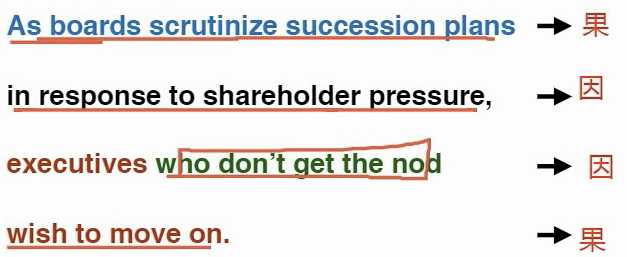 As boards scrutinize succession plans → 果
in response to shareholder pressure, → 因
executives who don't get the nod → 因
wish to move on. → 果